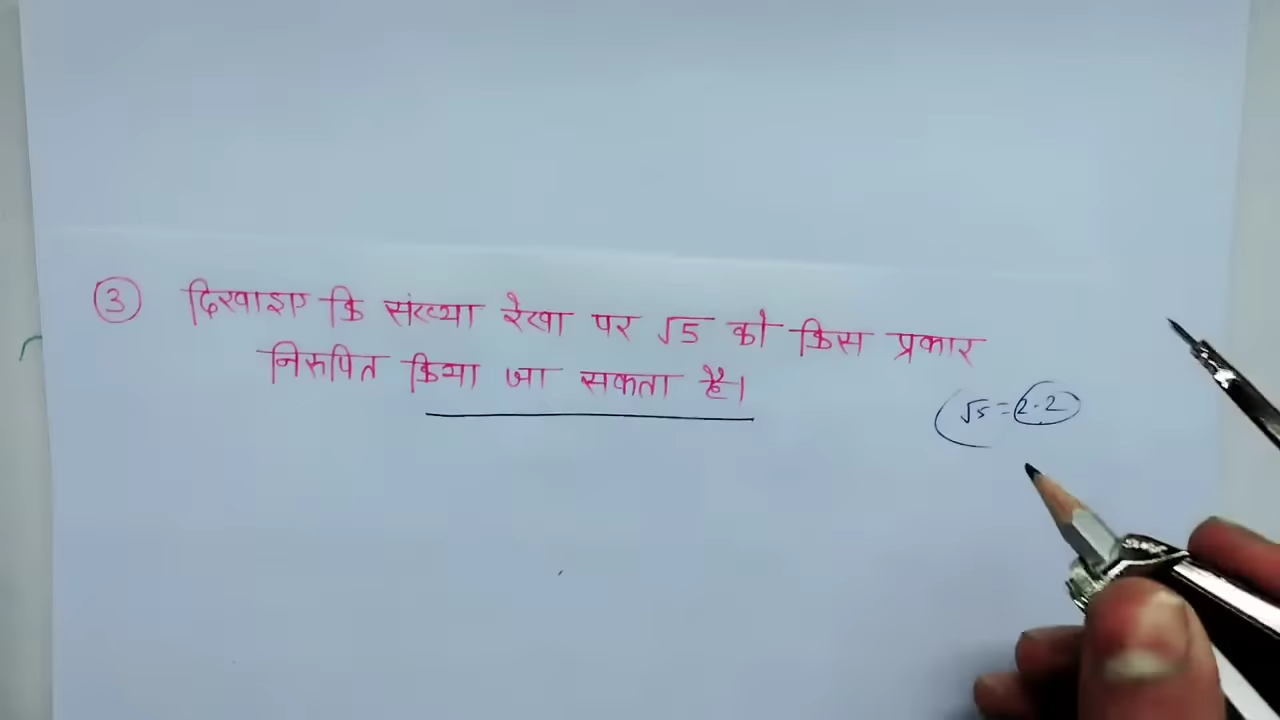 ③ दिखाइए कि संख्या रेखा पर √5 को किस प्रकार
निरुपित किया जा सकता है।
√5 = 2.2